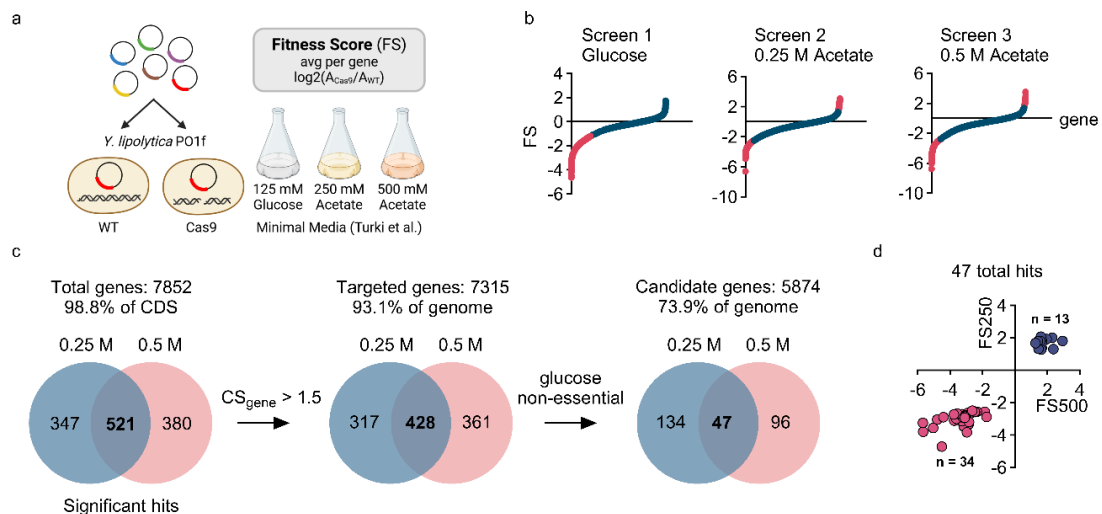 a
Fitness Score (FS)
avg per gene
log2(A_Cas9/A_WT)
Y. lipolytica PO1f
WT
Cas9
125 mM
Glucose
250 mM
Acetate
500 mM
Acetate
Minimal Media (Turki et al.)
b
Screen 1
Glucose
FS
4
2
0
-2
-4
-6
Screen 2
0.25 M Acetate
6
2
-2
-6
-10
Screen 3
0.5 M Acetate
6
2
-2
-6
-10
gene
c
Total genes: 7852
98.8% of CDS
0.25 M
0.5 M
347
521
380
Significant hits
CS_gene > 1.5
Targeted genes: 7315
93.1% of genome
0.25 M
0.5 M
317
428
361
glucose
non-essential
Candidate genes: 5874
73.9% of genome
0.25 M
0.5 M
134
47
96
d
47 total hits
FS250
4
2
n = 13
-6
-4
-2
2
4
FS500
-2
-4
-6
n = 34